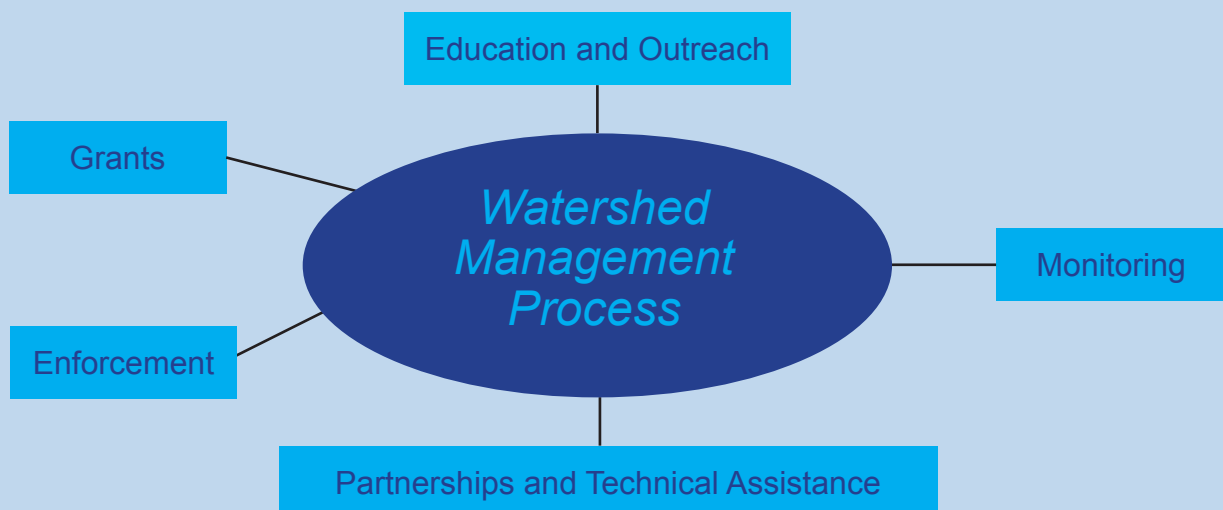 Education and Outreach
Grants
Watershed
Management
Process
Monitoring
Enforcement
Partnerships and Technical Assistance